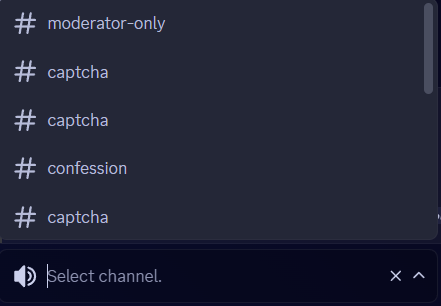 # moderator-only
# captcha
# captcha
# confession
# captcha
Select channel.